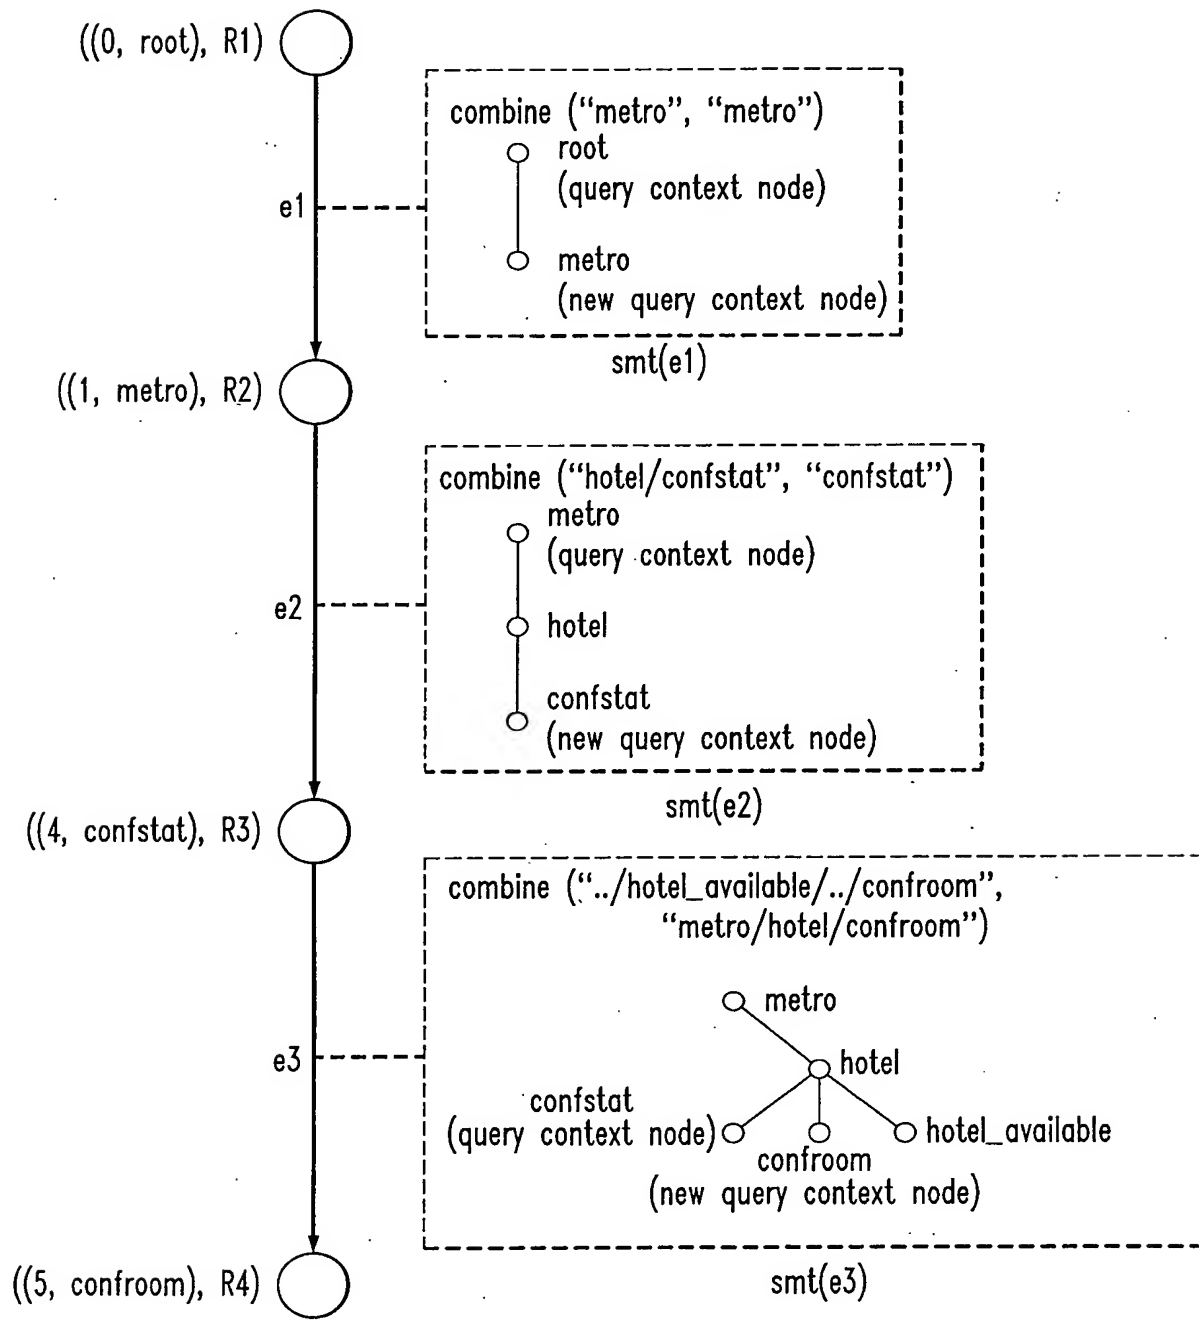 ((0, root), R1)
combine ("metro", "metro")
root
(query context node)
e1
metro
(new query context node)
smt(e1)
((1, metro), R2)
combine ("hotel/confstat", "confstat")
metro
(query context node)
e2
hotel
confstat
(new query context node)
smt(e2)
((4, confstat), R3)
combine ("../hotel_available/../confroom",
"metro/hotel/confroom")
metro
e3
hotel
confstat
(query context node)
hotel_available
confroom
(new query context node)
smt(e3)
((5, confroom), R4)